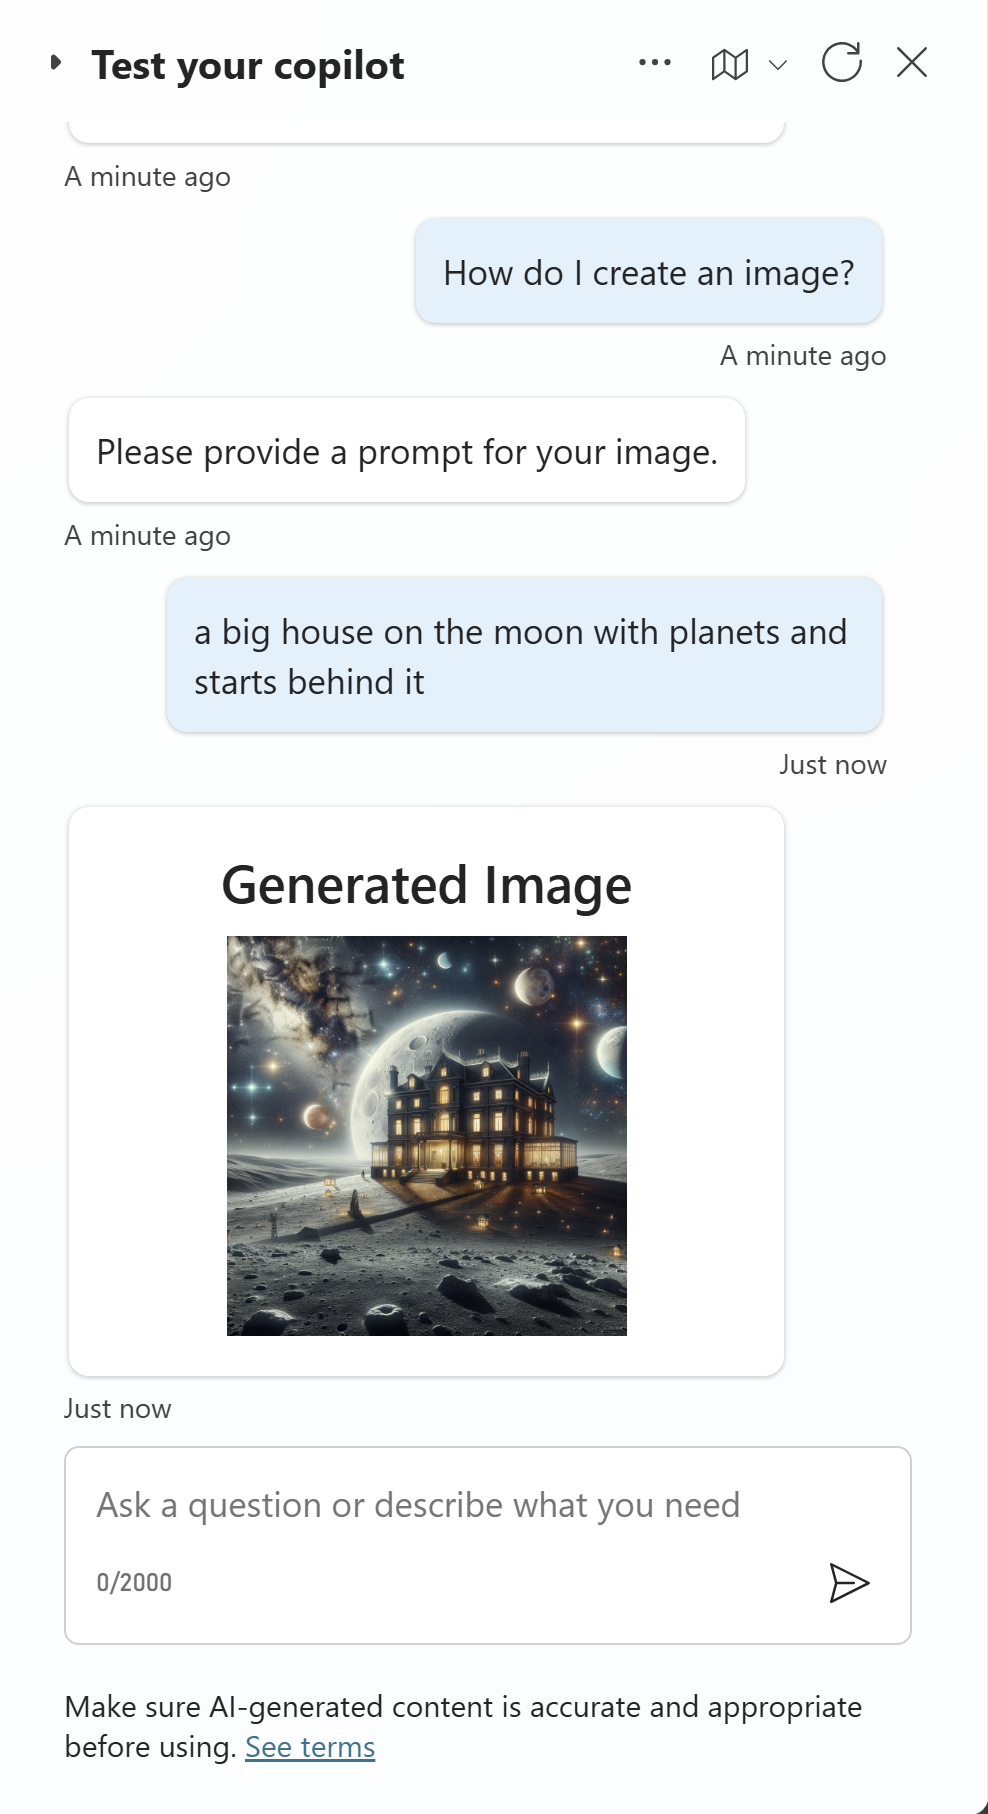 Test your copilot
A minute ago
How do I create an image?
A minute ago
Please provide a prompt for your image.
A minute ago
a big house on the moon with planets and
starts behind it
Just now
Generated Image
Just now
Ask a question or describe what you need
0/2000
Make sure AI-generated content is accurate and appropriate
before using. See terms